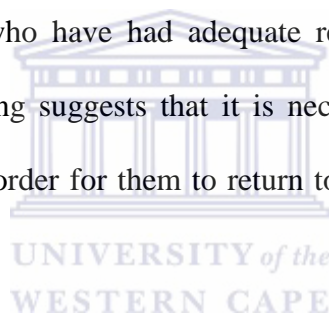 who have had adequate re
ng suggests that it is nec
order for them to return to
UNIVERSITY of the
WESTERN CAPE